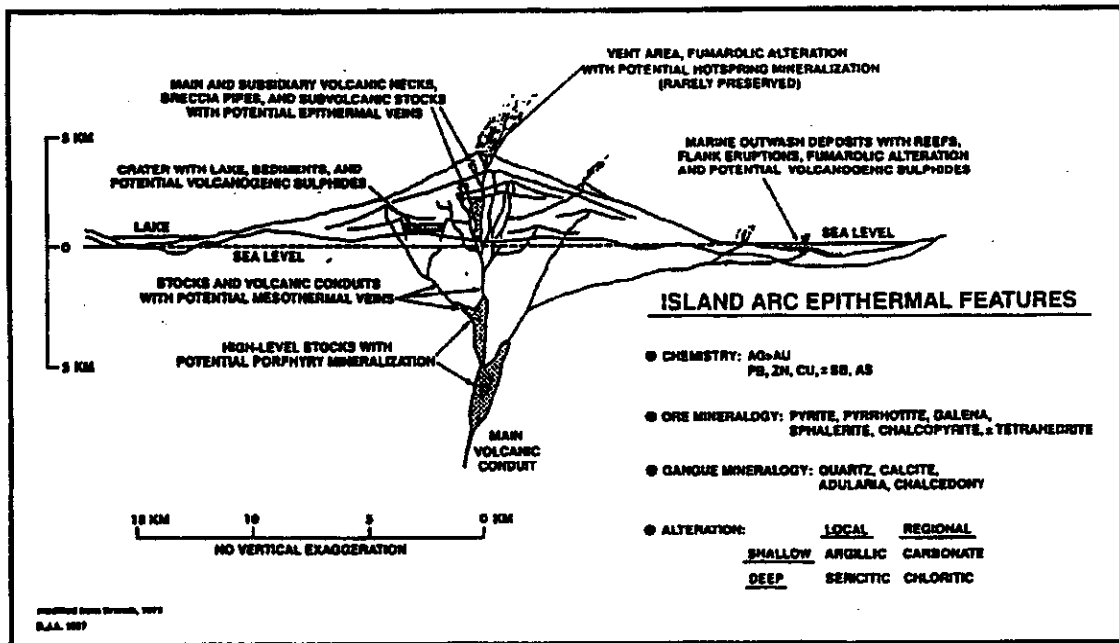 VENT AREA, FUMAROLIC ALTERATION
WITH POTENTIAL HOTSPRING MINERALIZATION
(RARELY PRESERVED)
MAIN AND SUBSIDIARY VOLCANIC NECKS,
BRECCIA PIPES, AND SUBVOLCANIC STOCKS
WITH POTENTIAL EPITHERMAL VEINS
5 KM
MARINE OUTWASH DEPOSITS WITH REEFS,
FLANK ERUPTIONS, FUMAROLIC ALTERATION
AND POTENTIAL VOLCANOGENIC SULPHIDES
CRATER WITH LAKE, SEDIMENTS, AND
POTENTIAL VOLCANOGENIC SULPHIDES
LAKE
0
SEA LEVEL
SEA LEVEL
STOCKS AND VOLCANIC CONDUITS
WITH POTENTIAL MESOTHERMAL VEINS
HIGH-LEVEL STOCKS WITH
POTENTIAL PORPHYRY MINERALIZATION
5 KM
MAIN
VOLCANIC
CONDUIT
15 KM 10 5 0 KM
NO VERTICAL EXAGGERATION
ISLAND ARC EPITHERMAL FEATURES
● CHEMISTRY: AG>AU
PB, ZN, CU, ± SB, AS
● ORE MINERALOGY: PYRITE, PYRRHOTITE, GALENA,
SPHALERITE, CHALCOPYRITE, ± TETRAHEDRITE
● GANGUE MINERALOGY: QUARTZ, CALCITE,
ADULARIA, CHALCEDONY
● ALTERATION: LOCAL REGIONAL
SHALLOW ARGILLIC CARBONATE
DEEP SERICITIC CHLORITIC
modified from